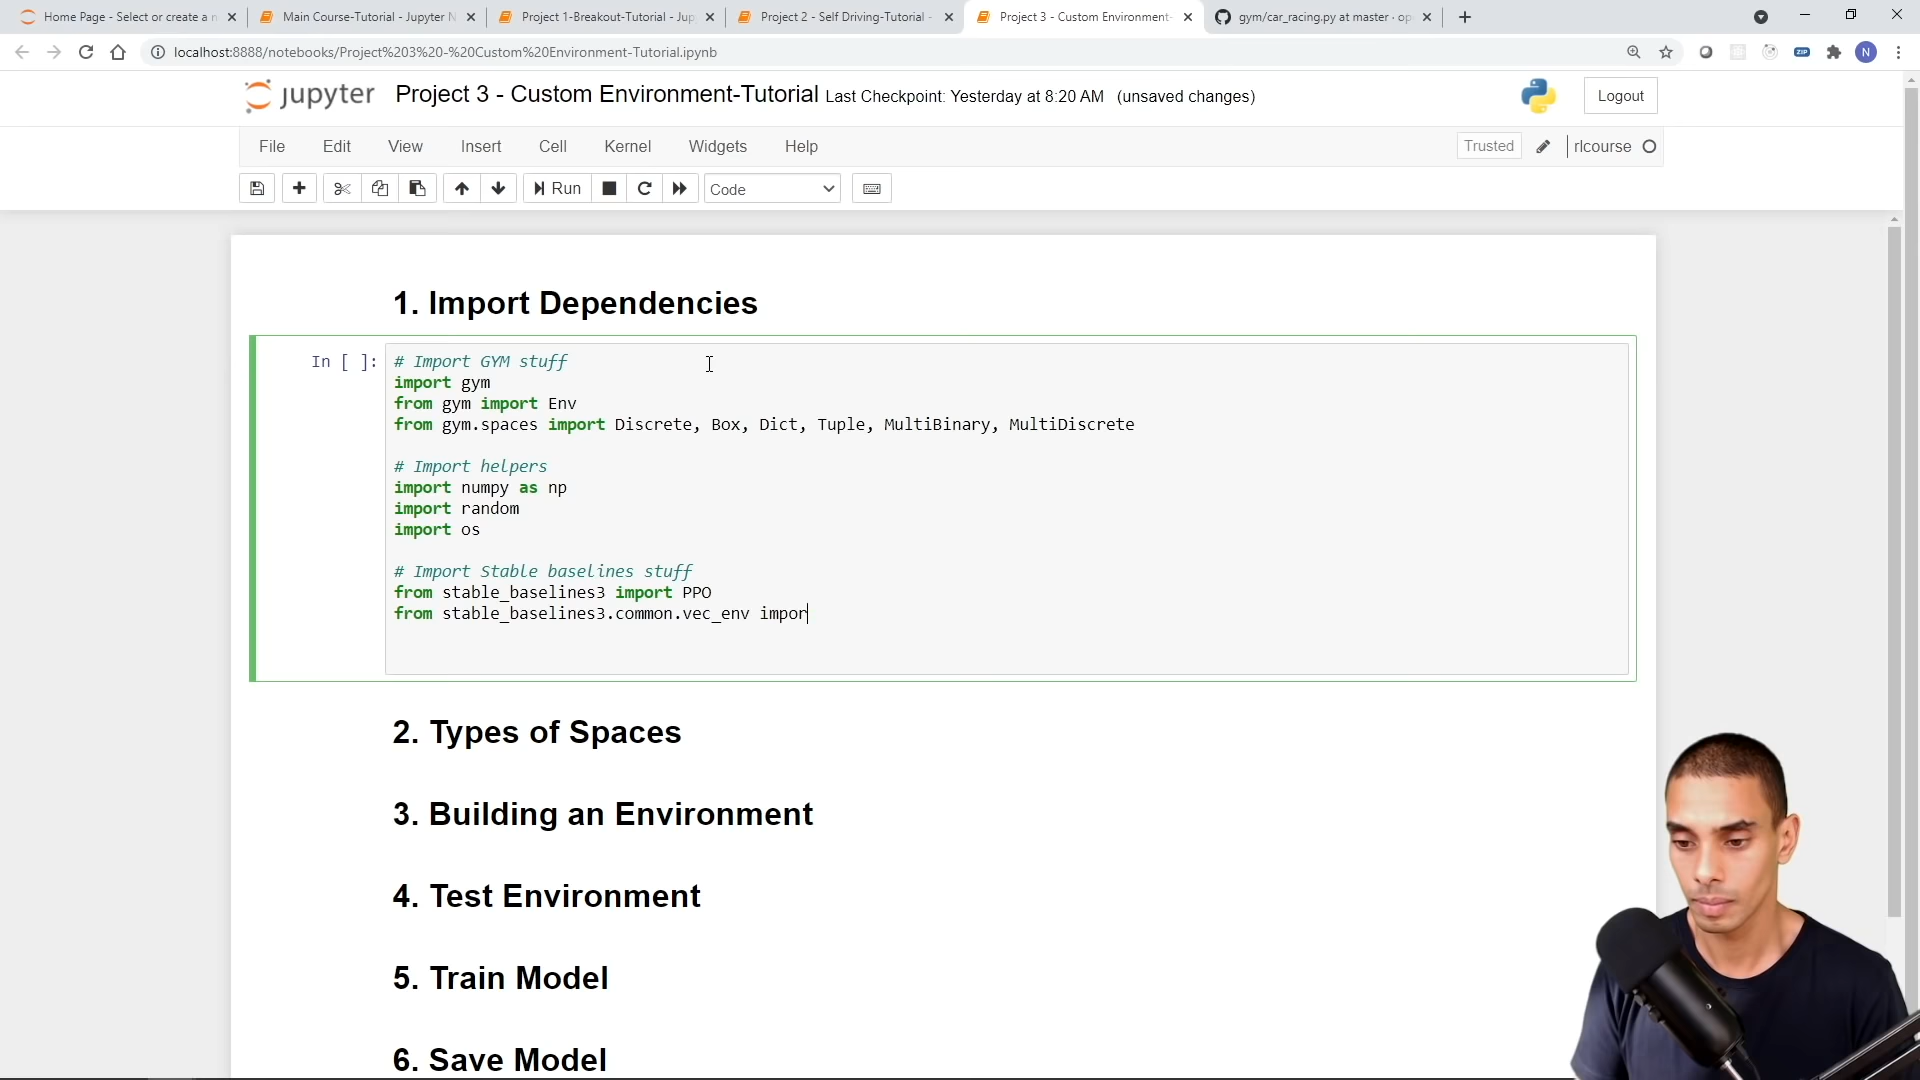 Home Page - Select or create a n
Main Course-Tutorial - Jupyter N
Project 1-Breakout-Tutorial - Jup
Project 2 - Self Driving-Tutorial -
Project 3 - Custom Environment-
gym/car_racing.py at master · op
localhost:8888/notebooks/Project%203%20-%20Custom%20Environment-Tutorial.ipynb
ZIP
N
jupyter Project 3 - Custom Environment-Tutorial Last Checkpoint: Yesterday at 8:20 AM (unsaved changes)
Logout
File Edit View Insert Cell Kernel Widgets Help
Trusted rlcourse
Run
Code
1. Import Dependencies
In [ ]:
# Import GYM stuff
import gym
from gym import Env
from gym.spaces import Discrete, Box, Dict, Tuple, MultiBinary, MultiDiscrete
# Import helpers
import numpy as np
import random
import os
# Import Stable baselines stuff
from stable_baselines3 import PPO
from stable_baselines3.common.vec_env impor
2. Types of Spaces
3. Building an Environment
4. Test Environment
5. Train Model
6. Save Model